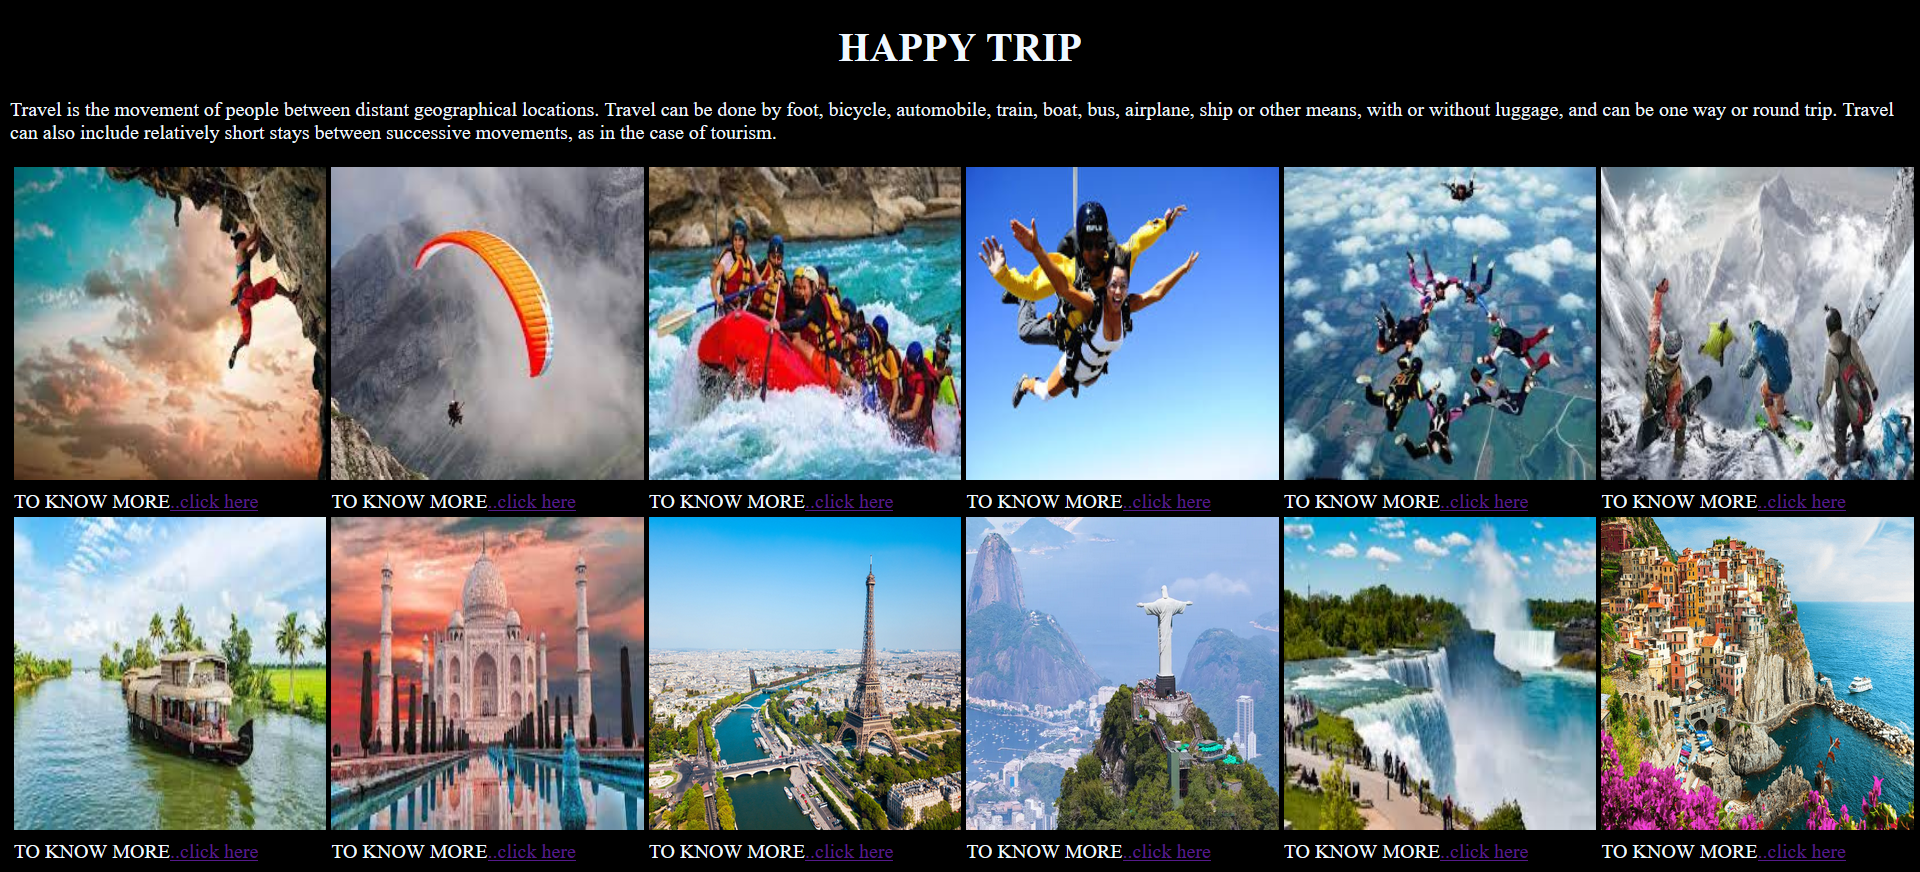 HAPPY TRIP
Travel is the movement of people between distant geographical locations. Travel can be done by foot, bicycle, automobile, train, boat, bus, airplane, ship or other means, with or without luggage, and can be one way or round trip. Travel
can also include relatively short stays between successive movements, as in the case of tourism.
TO KNOW MORE..click here
TO KNOW MORE..click here
TO KNOW MORE..click here
TO KNOW MORE..click here
TO KNOW MORE..click here
TO KNOW MORE..click here
TO KNOW MORE..click here
TO KNOW MORE..click here
TO KNOW MORE..click here
TO KNOW MORE..click here
TO KNOW MORE..click here
TO KNOW MORE..click here